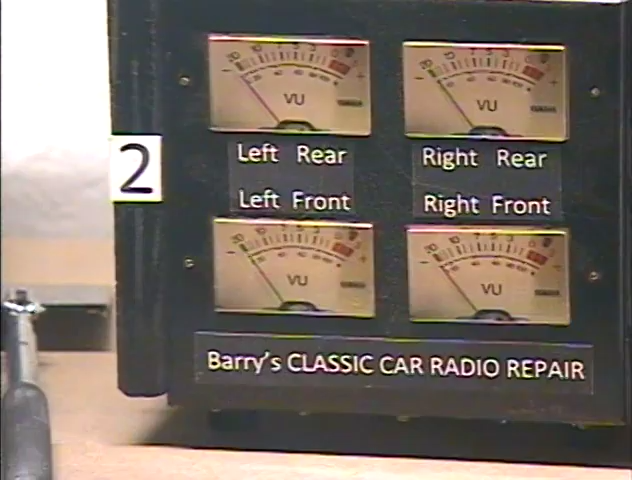 VU
VU
Left Rear
Right Rear
2
Left Front
Right Front
VU
VU
Barry's CLASSIC CAR RADIO REPAIR